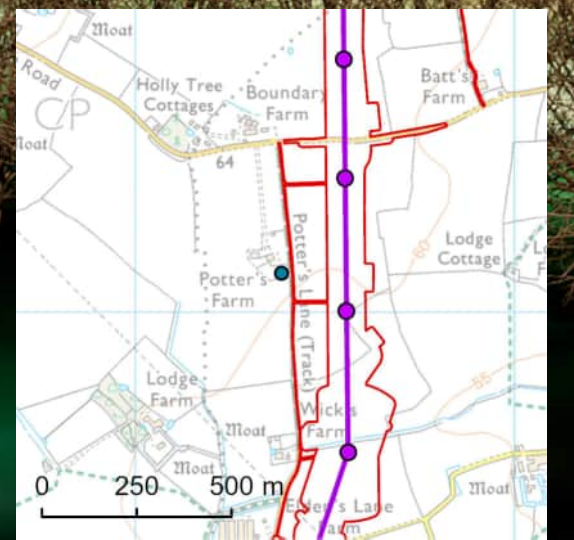 Moat
Road
Holly Tree
Cottages
Boundary
Farm
Batt's
Farm
CP
Moat
64
60
Potter's Lane (Track)
Lodge
Cottage
Potter's
Farm
55
Lodge
Farm
Wick's
Farm
Moat
Moat
Moat
0 250 500 m
Elder's Lane
Farm